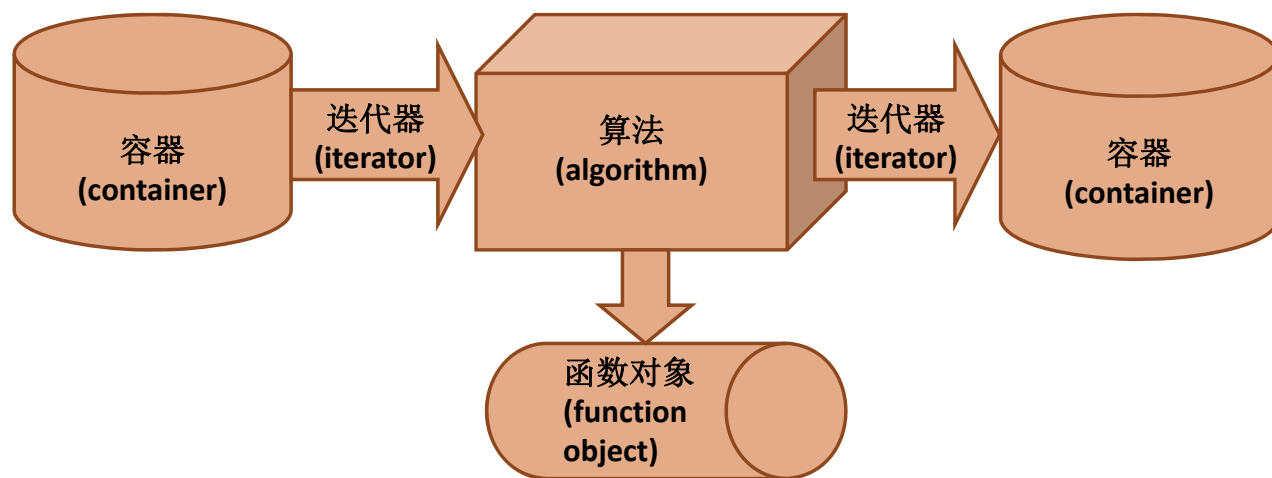 容器
(container)
迭代器
(iterator)
算法
(algorithm)
迭代器
(iterator)
容器
(container)
函数对象
(function
object)